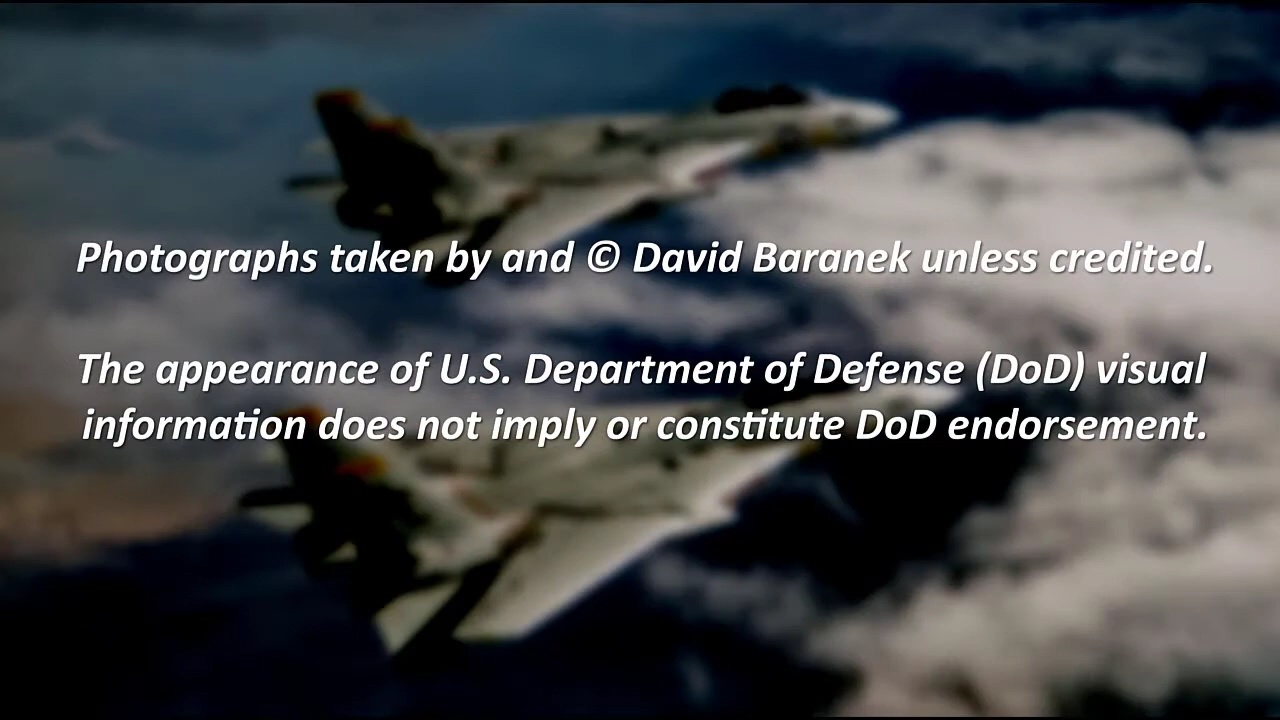 Photographs taken by and © David Baranek unless credited.
The appearance of U.S. Department of Defense (DoD) visual
information does not imply or constitute DoD endorsement.